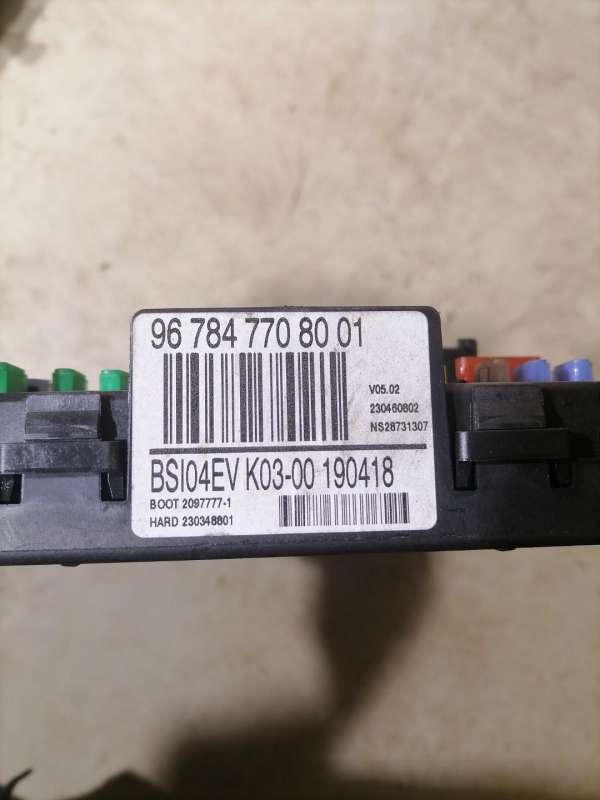 96 784 770 80 01
V05.02
230460802
NS28731307
BSI04EV K03-00 190418
BOOT 2097777-1
HARD 230348801